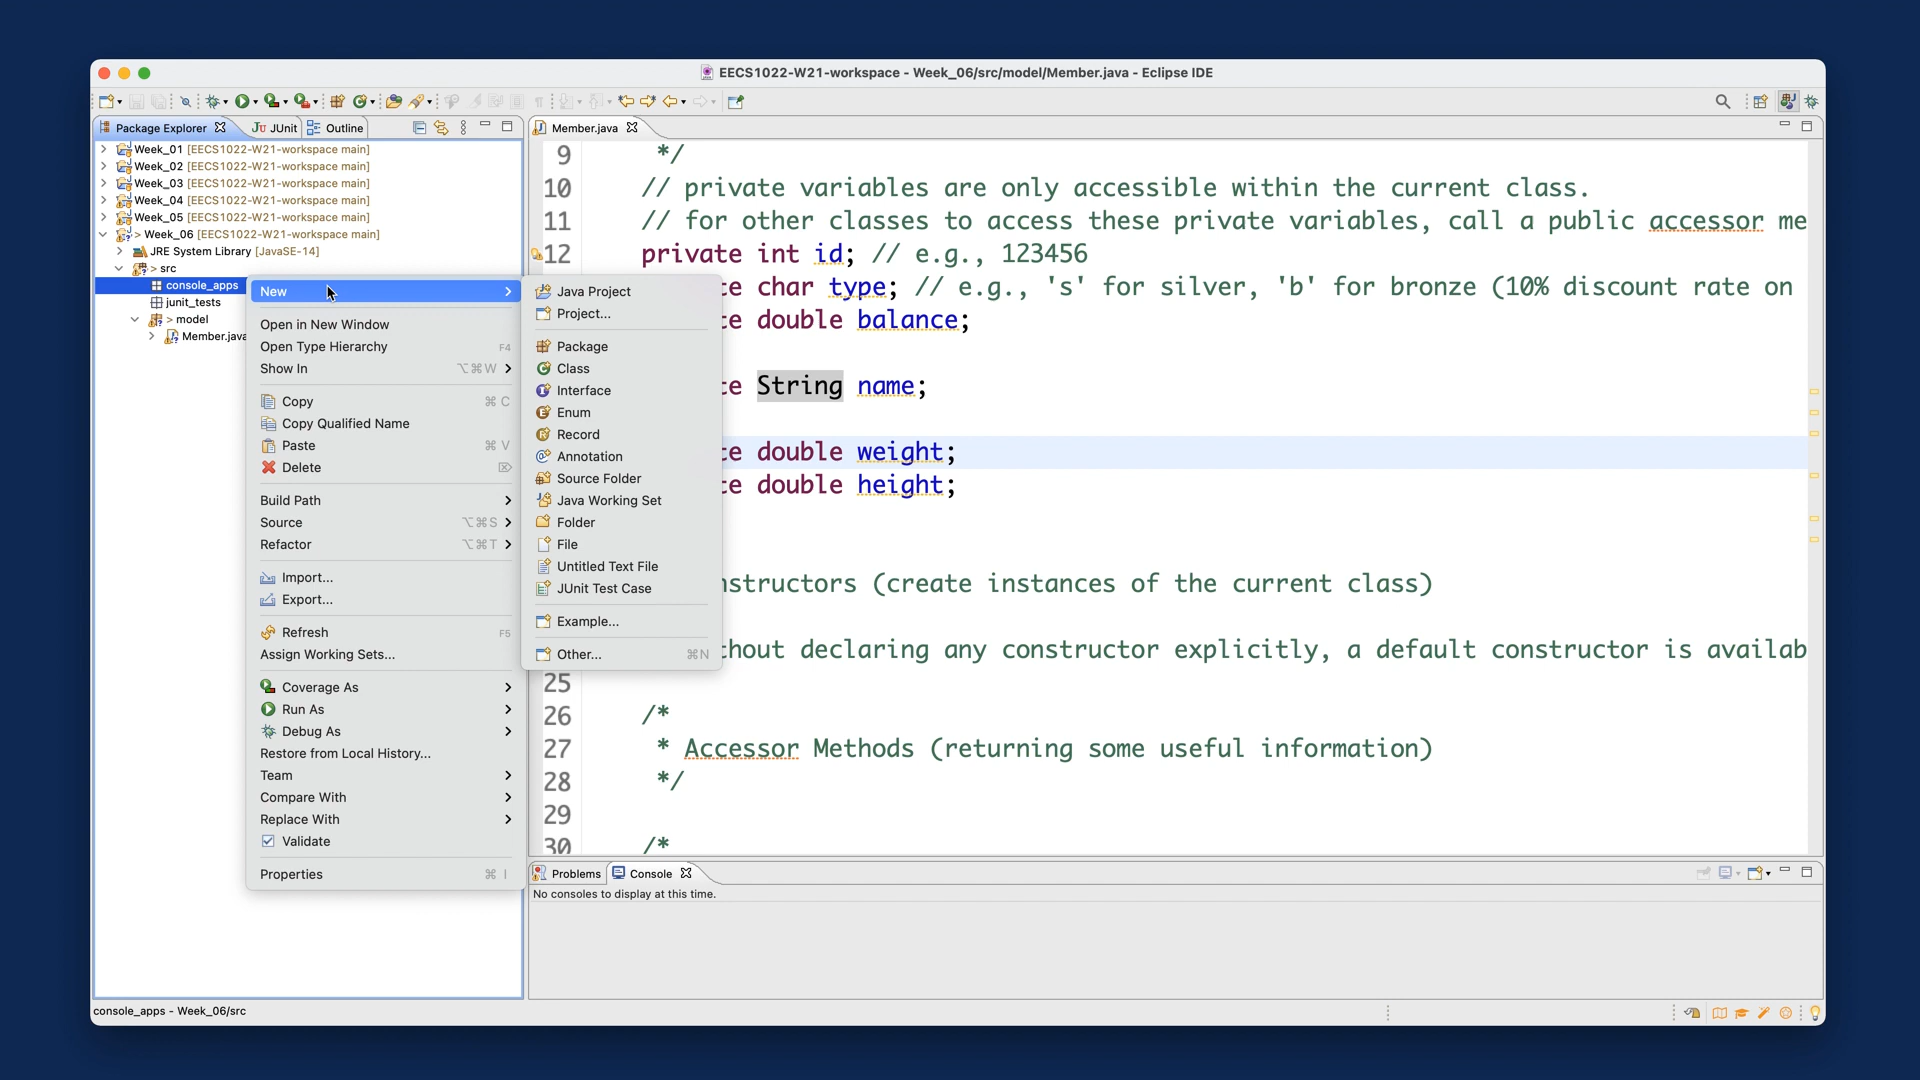 EECS1022-W21-workspace - Week_06/src/model/Member.java - Eclipse IDE
Package Explorer
JUnit
Outline
Member.java
Week_01 [EECS1022-W21-workspace main]
Week_02 [EECS1022-W21-workspace main]
Week_03 [EECS1022-W21-workspace main]
Week_04 [EECS1022-W21-workspace main]
Week_05 [EECS1022-W21-workspace main]
> Week_06 [EECS1022-W21-workspace main]
JRE System Library [JavaSE-14]
> src
console_apps
junit_tests
> model
Member.java
New
Open in New Window
Open Type Hierarchy F4
Show In ⌥⌘W
Copy ⌘C
Copy Qualified Name
Paste ⌘V
Delete ⌦
Build Path
Source ⌥⌘S
Refactor ⌥⌘T
Import...
Export...
Refresh F5
Assign Working Sets...
Coverage As
Run As
Debug As
Restore from Local History...
Team
Compare With
Replace With
Validate
Properties ⌘I
Java Project
Project...
Package
Class
Interface
Enum
Record
Annotation
Source Folder
Java Working Set
Folder
File
Untitled Text File
JUnit Test Case
Example...
Other... ⌘N
9 */
10 // private variables are only accessible within the current class.
11 // for other classes to access these private variables, call a public accessor me
12 private int id; // e.g., 123456
te char type; // e.g., 's' for silver, 'b' for bronze (10% discount rate on
te double balance;
te String name;
te double weight;
te double height;
nstructors (create instances of the current class)
thout declaring any constructor explicitly, a default constructor is availab
25
26 /*
27 * Accessor Methods (returning some useful information)
28 */
29
30 /*
Problems
Console
No consoles to display at this time.
console_apps - Week_06/src